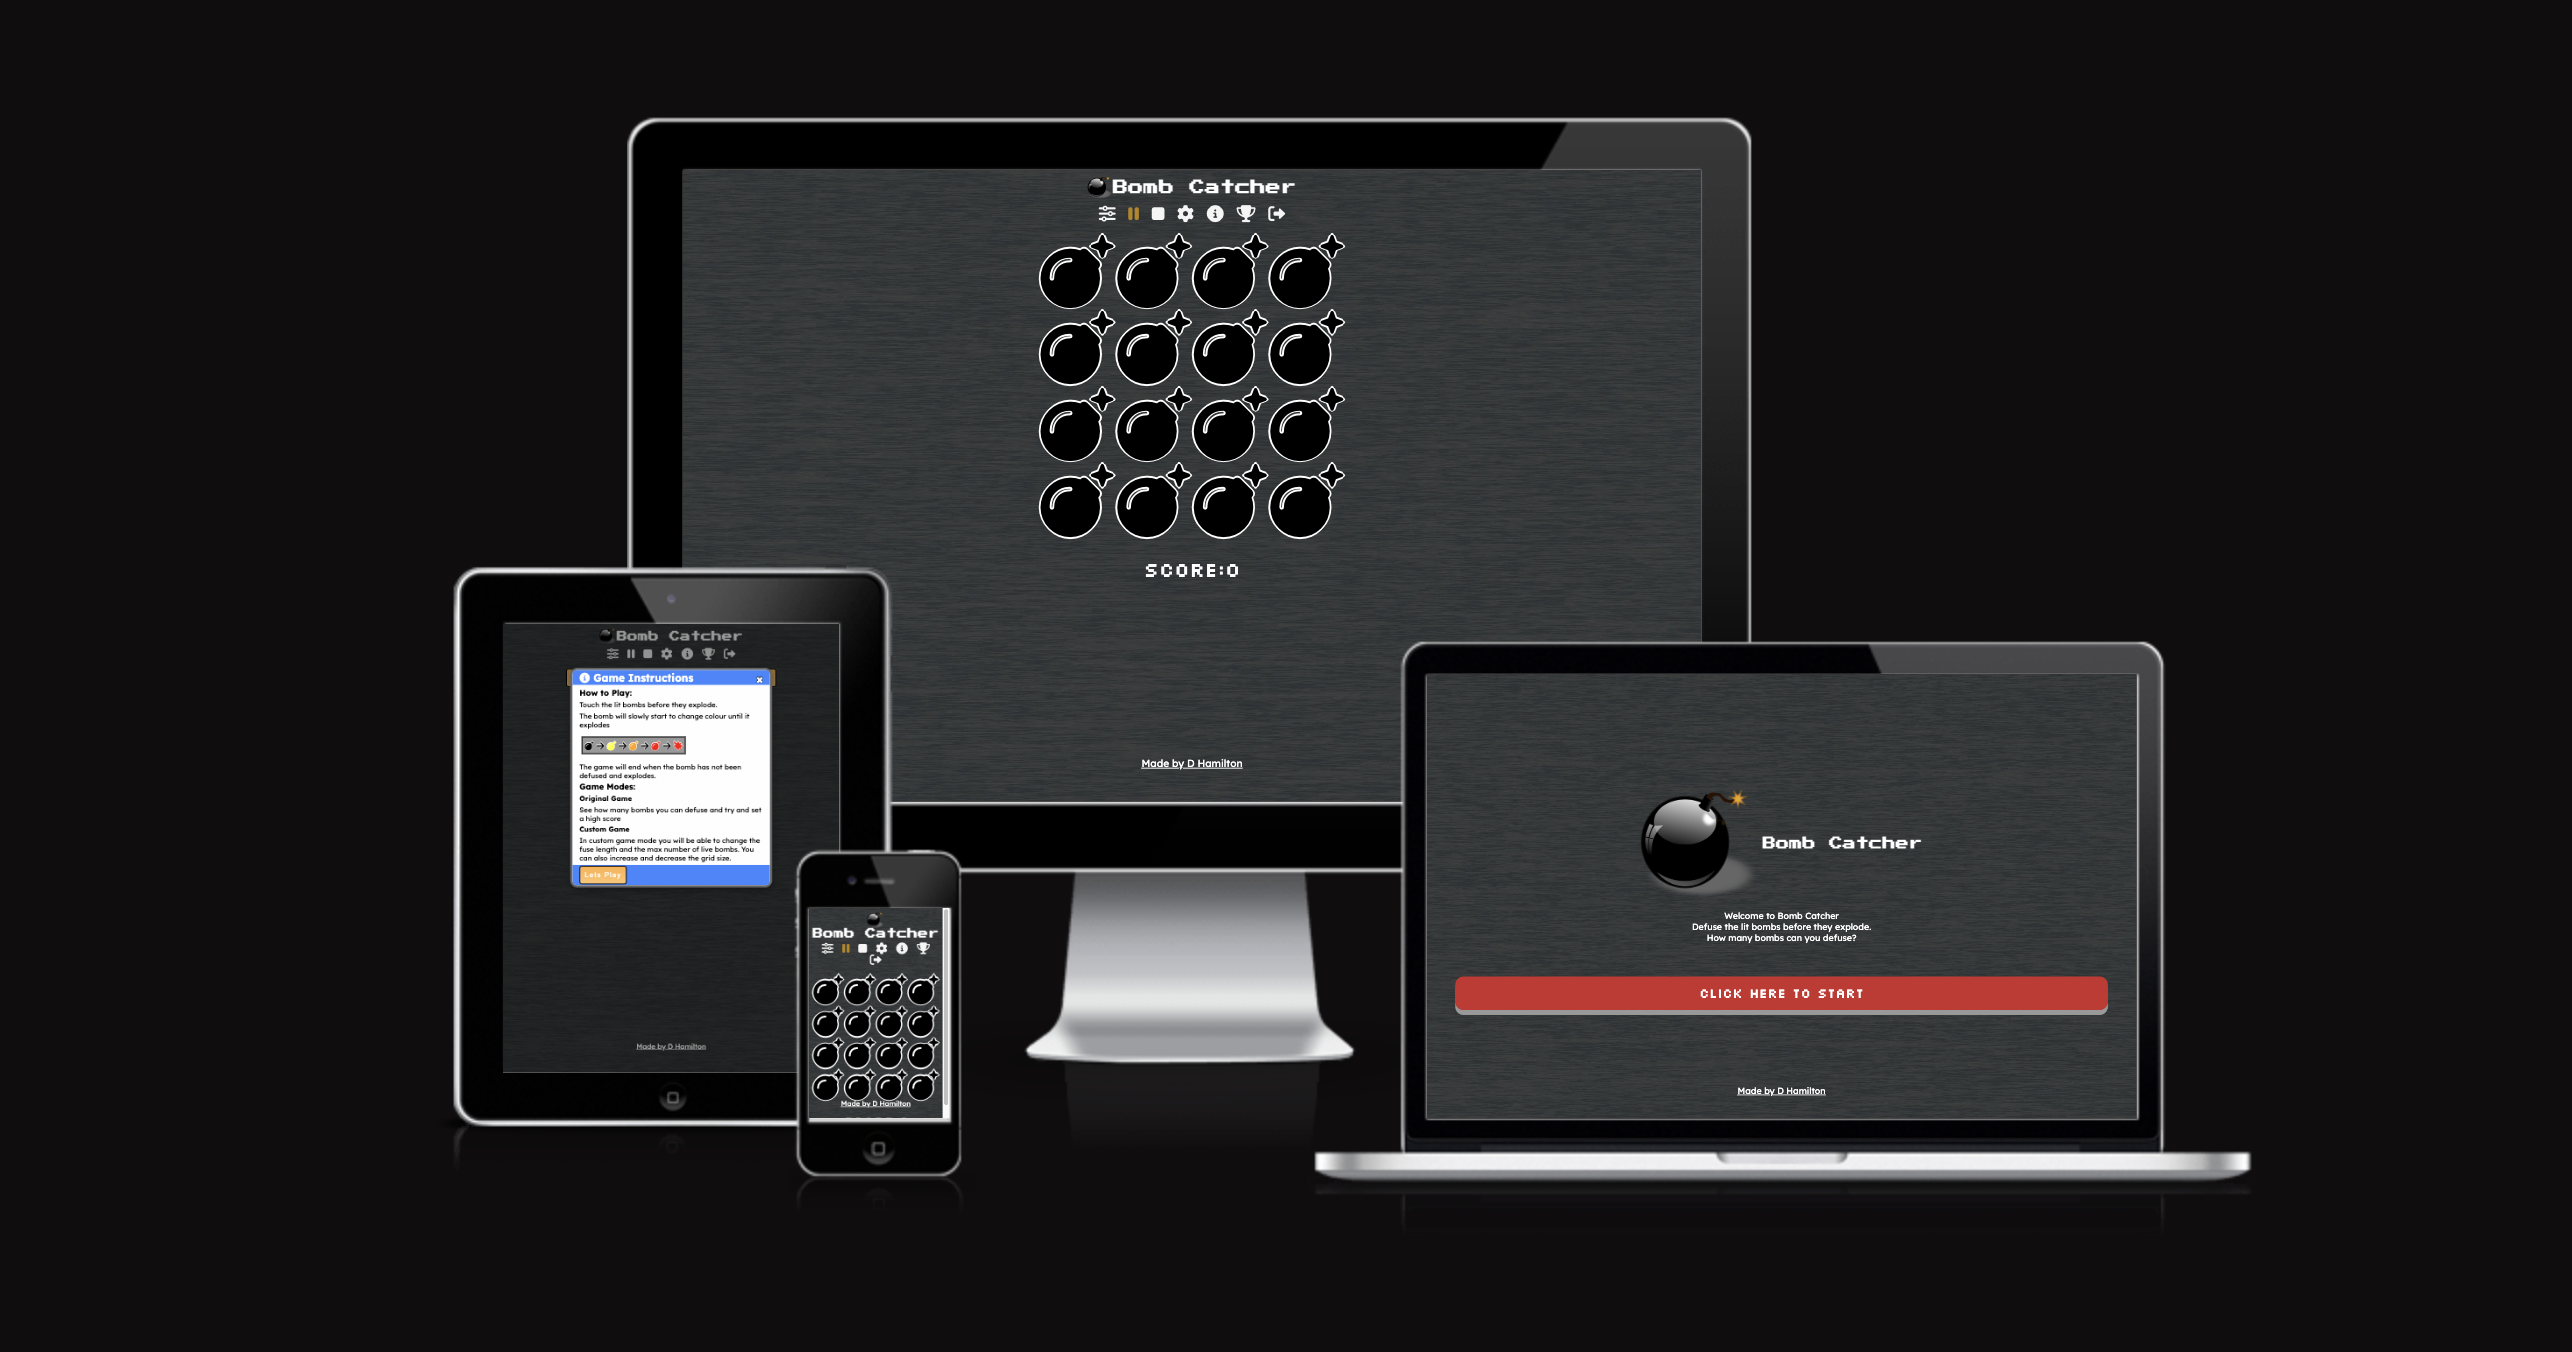 Bomb Catcher
SCORE:0
Made by D Hamilton
Bomb Catcher
Game Instructions
x
How to Play:
Touch the lit bombs before they explode.
The bomb will slowly start to change colour until it
explodes
The game will end when the bomb has not been
defused and explodes.
Game Modes:
Original Game
See how many bombs you can defuse and try and set
a high score
Custom Game
In custom game mode you will be able to change the
fuse length and the max number of live bombs. You
can also increase and decrease the grid size.
Lets Play
Made by D Hamilton
Bomb Catcher
Made by D Hamilton
Bomb Catcher
Welcome to Bomb Catcher
Defuse the lit bombs before they explode.
How many bombs can you defuse?
CLICK HERE TO START
Made by D Hamilton